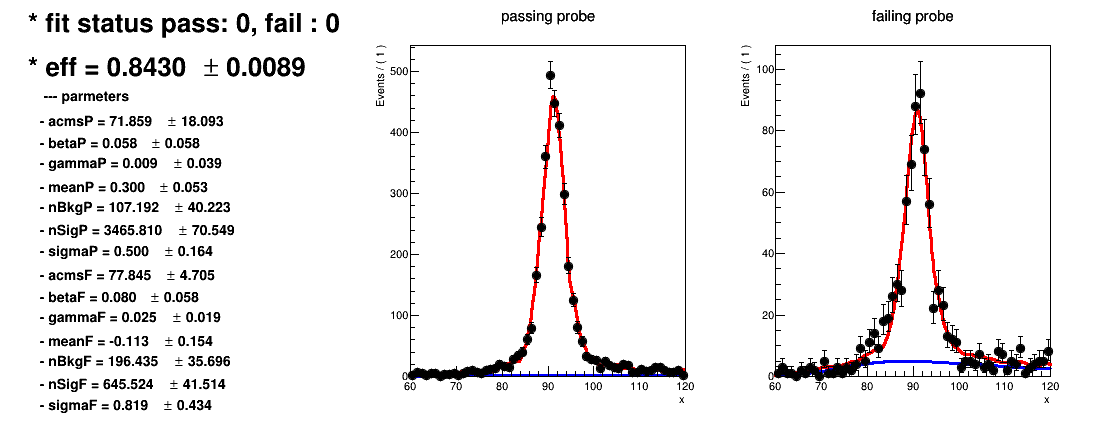 * fit status pass: 0, fail : 0
* eff = 0.8430 ± 0.0089
--- parmeters
- acmsP = 71.859 ± 18.093
- betaP = 0.058 ± 0.058
- gammaP = 0.009 ± 0.039
- meanP = 0.300 ± 0.053
- nBkgP = 107.192 ± 40.223
- nSigP = 3465.810 ± 70.549
- sigmaP = 0.500 ± 0.164
- acmsF = 77.845 ± 4.705
- betaF = 0.080 ± 0.058
- gammaF = 0.025 ± 0.019
- meanF = -0.113 ± 0.154
- nBkgF = 196.435 ± 35.696
- nSigF = 645.524 ± 41.514
- sigmaF = 0.819 ± 0.434
passing probe
Events / ( 1 )
500
400
300
200
100
0
60 70 80 90 100 110 120
x
failing probe
Events / ( 1 )
100
80
60
40
20
0
60 70 80 90 100 110 120
x